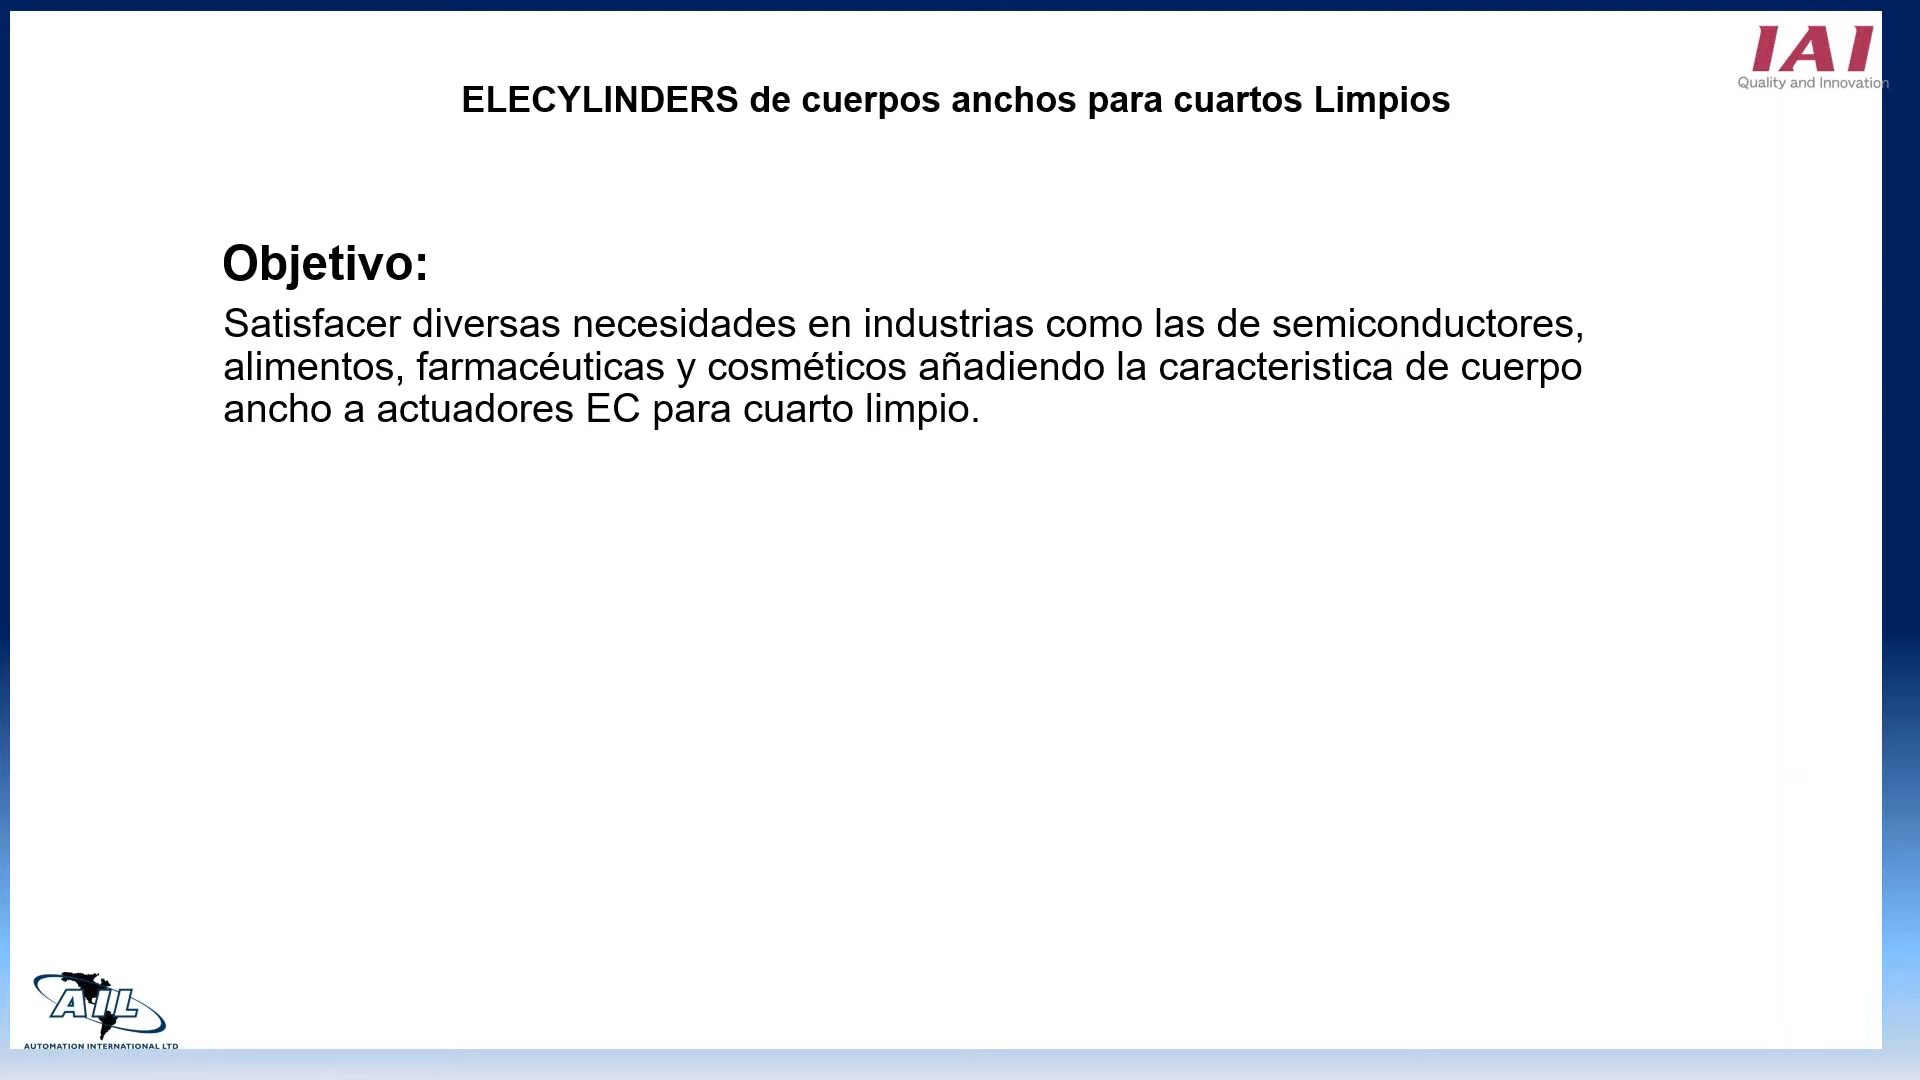 IAI
Quality and Innovation
ELECYLINDERS de cuerpos anchos para cuartos Limpios
Objetivo:
Satisfacer diversas necesidades en industrias como las de semiconductores,
alimentos, farmacéuticas y cosméticos añadiendo la caracteristica de cuerpo
ancho a actuadores EC para cuarto limpio.
AIL
AUTOMATION INTERNATIONAL LTD